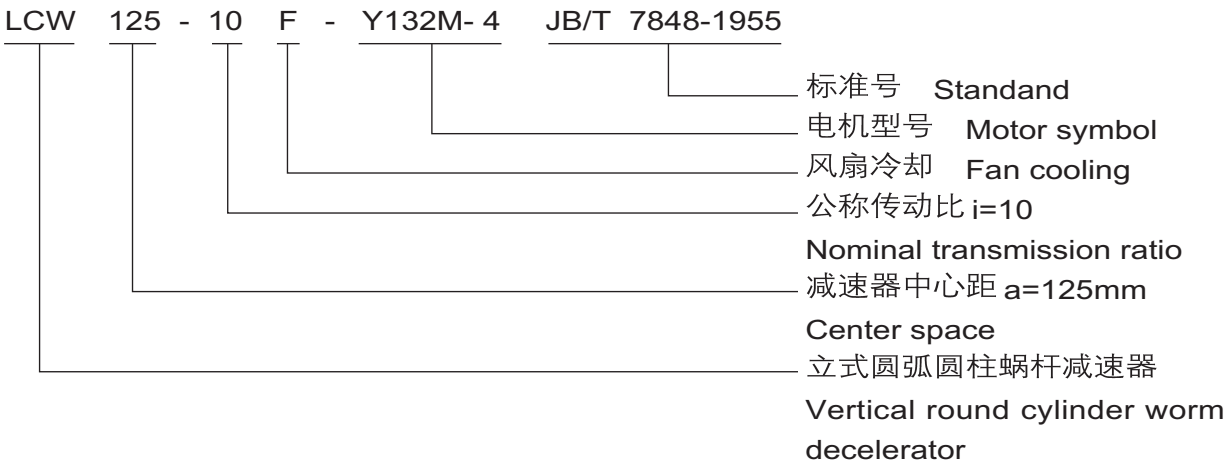 LCW 125 - 10 F - Y132M- 4 JB/T 7848-1955
标准号 Standand
电机型号 Motor symbol
风扇冷却 Fan cooling
公称传动比 i=10
Nominal transmission ratio
减速器中心距 a=125mm
Center space
立式圆弧圆柱蜗杆减速器
Vertical round cylinder worm
decelerator